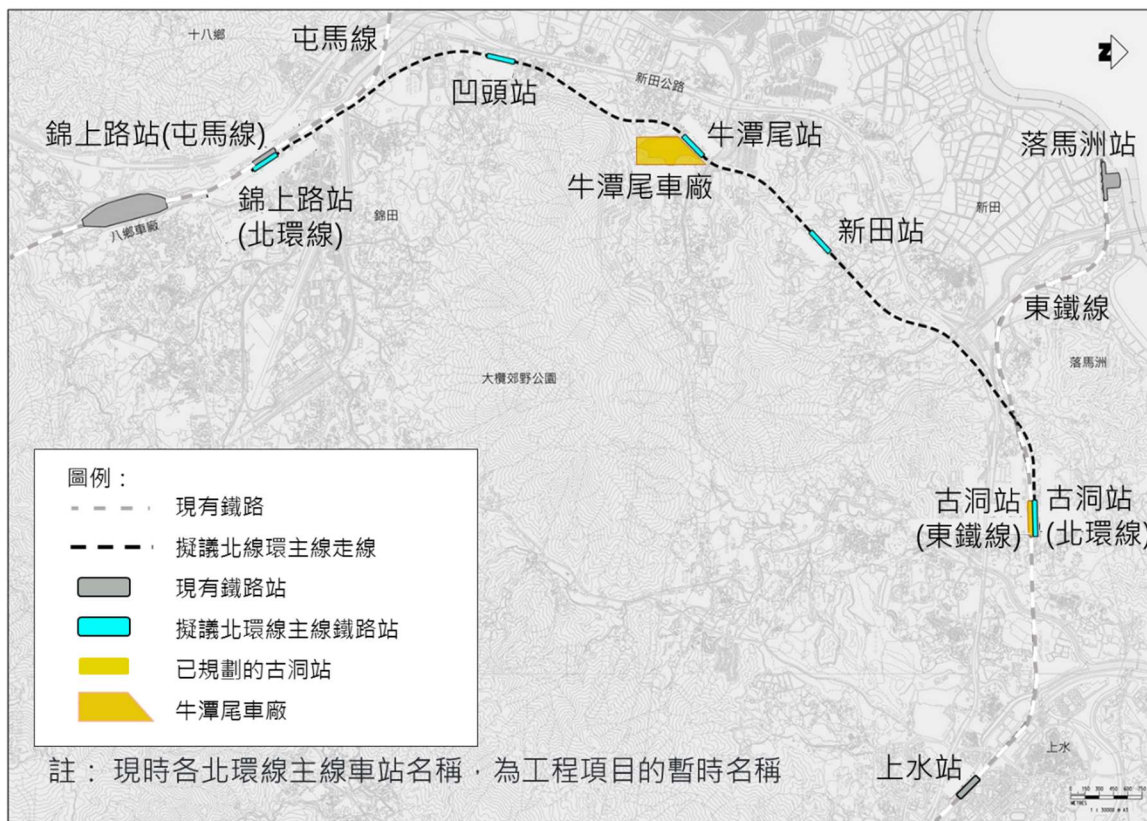 十八鄉
屯馬線
新田公路
凹頭站
錦上路站(屯馬線)
牛潭尾站
落馬洲站
牛潭尾車廠
錦上路站
(北環線)
錦田
新田
八鄉車廠
新田站
東鐵線
落馬洲
大欖郊野公園
圖例：
現有鐵路
擬議北線環主線走線
現有鐵路站
擬議北環線主線鐵路站
已規劃的古洞站
牛潭尾車廠
古洞站
(東鐵線)
古洞站
(北環線)
上水
上水站
註： 現時各北環線主線車站名稱，為工程項目的暫時名稱
N
0 150 300 450 600 750
METRES